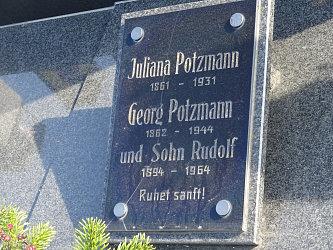 Juliana Potzmann
1861 - 1931
Georg Potzmann
1862 - 1944
und Sohn Rudolf
1894 - 1964
Ruhet sanft!